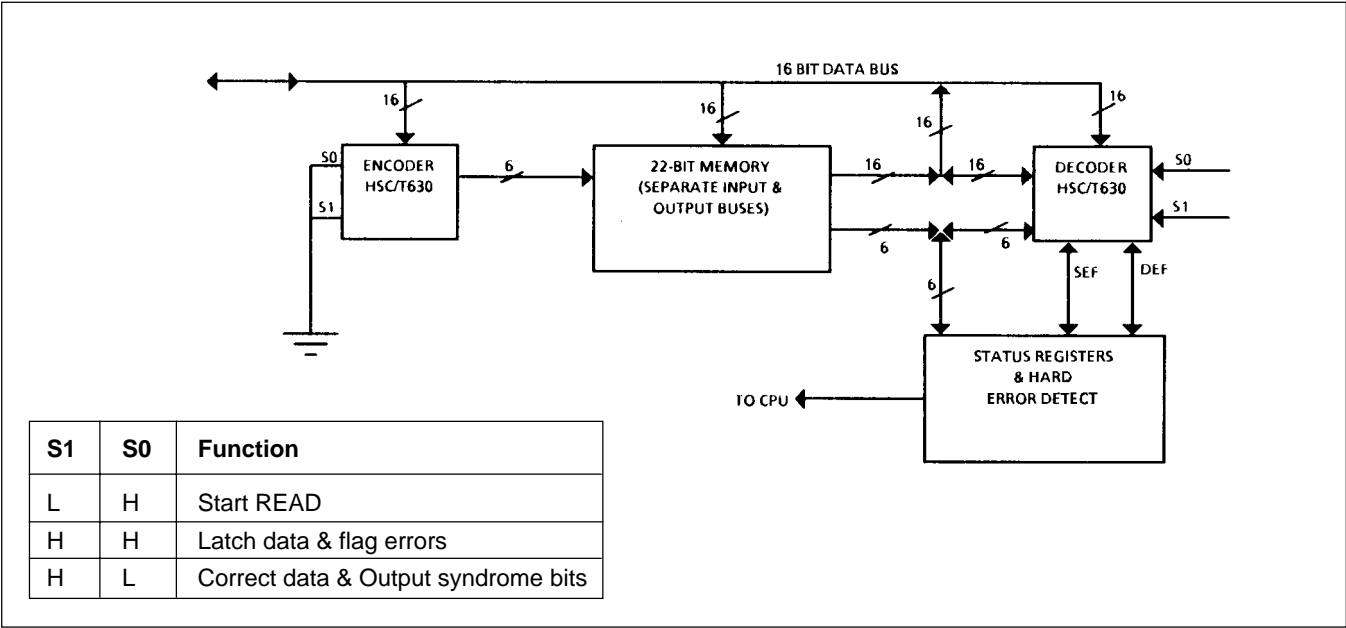 16 BIT DATA BUS
16
16
16
16
S0
S1
ENCODER
HSC/T630
6
22-BIT MEMORY
(SEPARATE INPUT &
OUTPUT BUSES)
16
16
6
6
DECODER
HSC/T630
S0
S1
6
SEF
DEF
STATUS REGISTERS
& HARD
ERROR DETECT
TO CPU
S1 S0 Function
L H Start READ
H H Latch data & flag errors
H L Correct data & Output syndrome bits